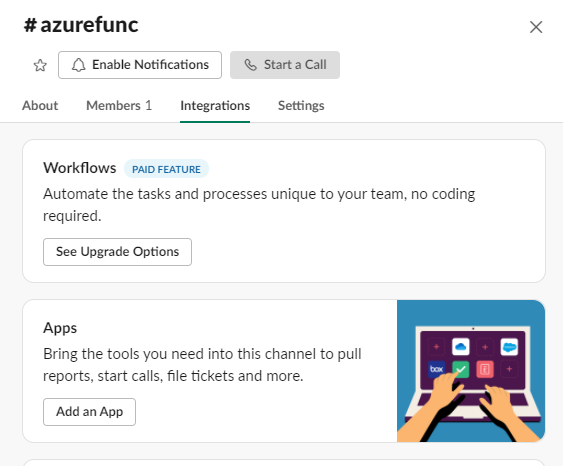 # azurefunc
Enable Notifications
Start a Call
About
Members 1
Integrations
Settings
Workflows PAID FEATURE
Automate the tasks and processes unique to your team, no coding
required.
See Upgrade Options
Apps
Bring the tools you need into this channel to pull
reports, start calls, file tickets and more.
Add an App
box